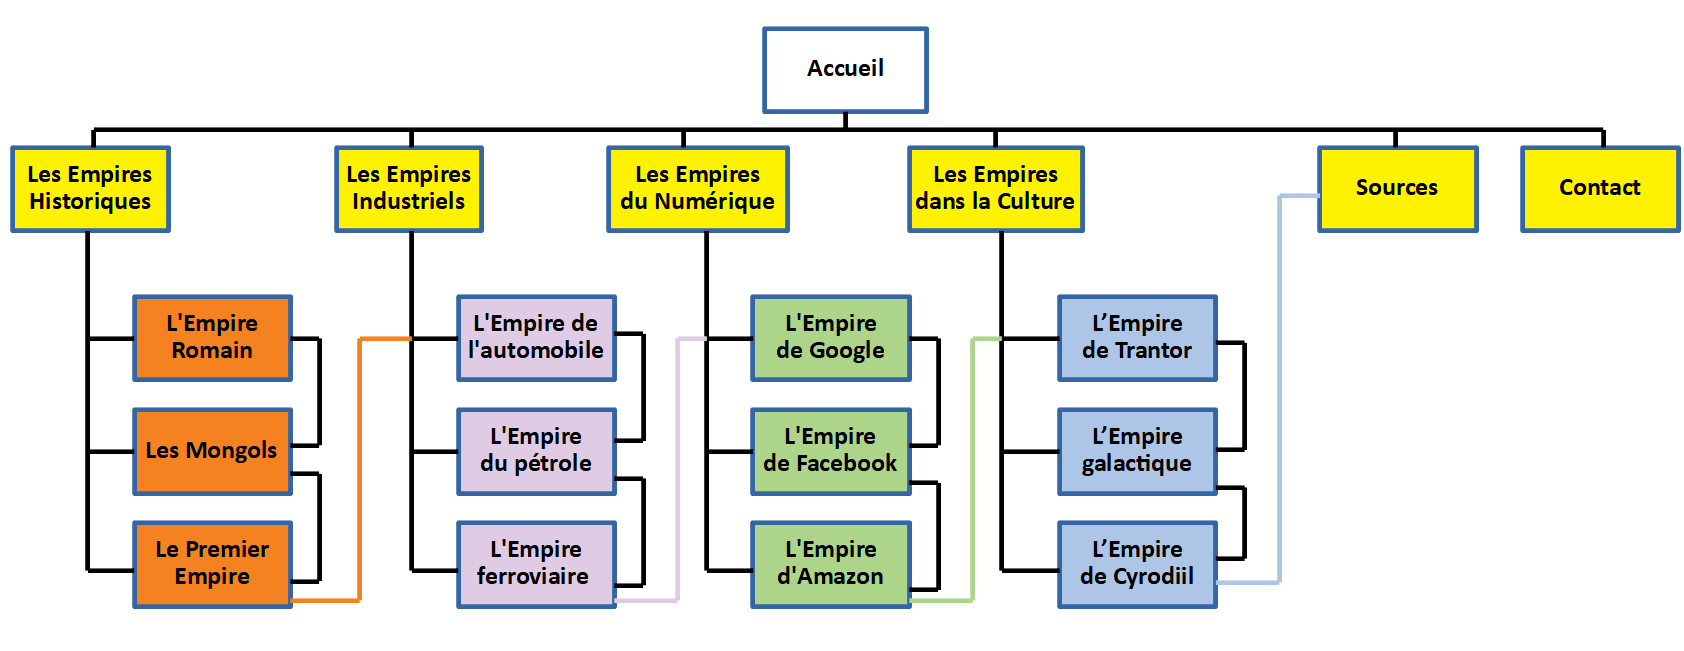 Accueil
Les Empires
Historiques
Les Empires
Industriels
Les Empires
du Numérique
Les Empires
dans la Culture
Sources
Contact
L'Empire
Romain
Les Mongols
Le Premier
Empire
L'Empire de
l'automobile
L'Empire
du pétrole
L'Empire
ferroviaire
L'Empire
de Google
L'Empire
de Facebook
L'Empire
d'Amazon
L’Empire
de Trantor
L’Empire
galactique
L’Empire
de Cyrodiil